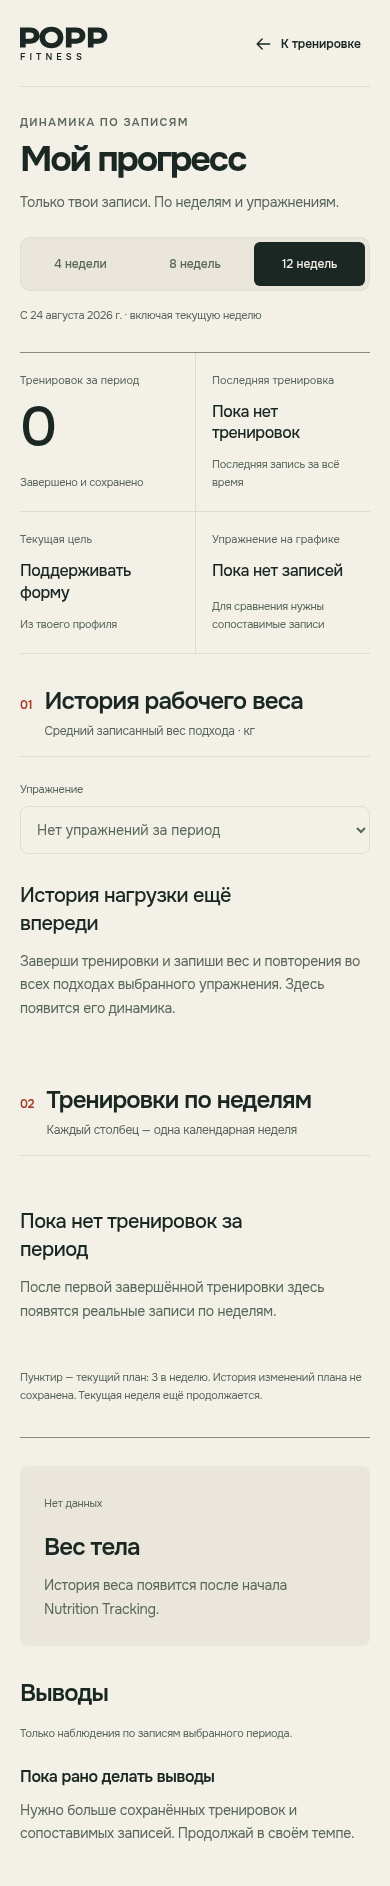 POPP
FITNESS
К тренировке
ДИНАМИКА ПО ЗАПИСЯМ
Мой прогресс
Только твои записи. По неделям и упражнениям.
4 недели
8 недель
12 недель
С 24 августа 2026 г. · включая текущую неделю
Тренировок за период
0
Завершено и сохранено
Последняя тренировка
Пока нет
тренировок
Последняя запись за всё
время
Текущая цель
Поддерживать
форму
Из твоего профиля
Упражнение на графике
Пока нет записей
Для сравнения нужны
сопоставимые записи
01 История рабочего веса
Средний записанный вес подхода · кг
Упражнение
Нет упражнений за период
История нагрузки ещё
впереди
Заверши тренировки и запиши вес и повторения во
всех подходах выбранного упражнения. Здесь
появится его динамика.
02 Тренировки по неделям
Каждый столбец — одна календарная неделя
Пока нет тренировок за
период
После первой завершённой тренировки здесь
появятся реальные записи по неделям.
Пунктир — текущий план: 3 в неделю. История изменений плана не
сохранена. Текущая неделя ещё продолжается.
Нет данных
Вес тела
История веса появится после начала
Nutrition Tracking.
Выводы
Только наблюдения по записям выбранного периода.
Пока рано делать выводы
Нужно больше сохранённых тренировок и
сопоставимых записей. Продолжай в своём темпе.